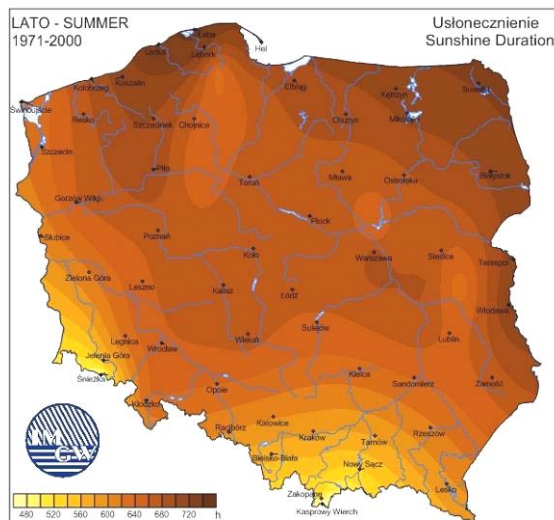 LATO - SUMMER
1971-2000
Usłonecznienie
Sunshine Duration
Łeba
Ustka
Lębork
Hel
Koszalin
Kołobrzeg
Elbląg
Kętrzyn
Suwałki
Świnoujście
Resko
Szczecinek
Chojnice
Olsztyn
Mikołajki
Szczecin
Piła
Mława
Ostrołęka
Białystok
Toruń
Gorzów Wlkp.
Płock
Słubice
Poznań
Koło
Warszawa
Siedlce
Terespol
Zielona Góra
Leszno
Kalisz
Łódź
Włodawa
Legnica
Wrocław
Wieluń
Sulejów
Lublin
Jelenia Góra
Śnieżka
Opole
Kielce
Sandomierz
Zamość
Kłodzko
Racibórz
Katowice
Kraków
Tarnów
Rzeszów
Bielsko-Biała
Nowy Sącz
Lesko
Zakopane
Kasprowy Wierch
IM
GW
480 520 560 600 640 680 720 h